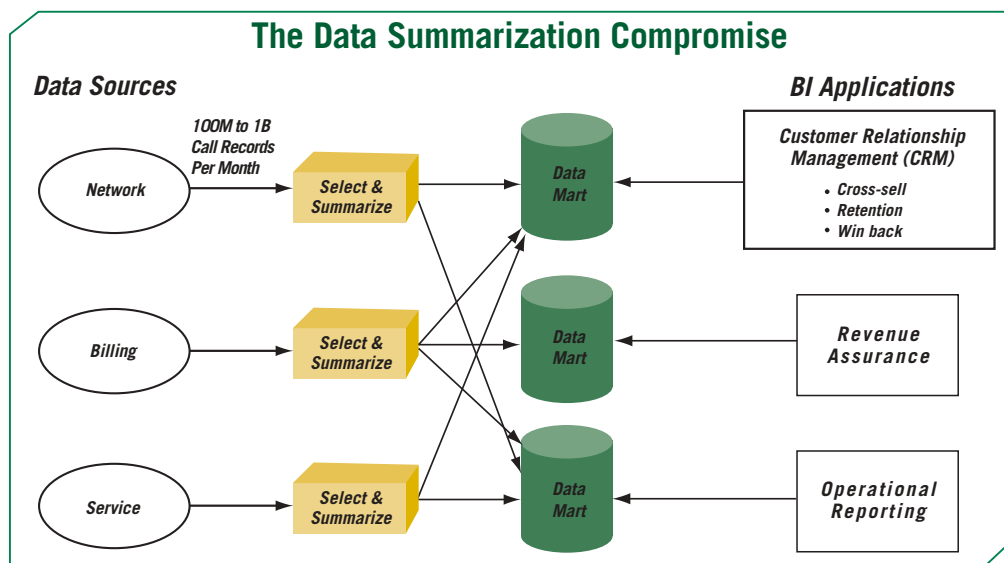 The Data Summarization Compromise
Data Sources
BI Applications
100M to 1B
Call Records
Per Month
Network
Select &
Summarize
Data
Mart
Customer Relationship
Management (CRM)
• Cross-sell
• Retention
• Win back
Billing
Select &
Summarize
Data
Mart
Revenue
Assurance
Service
Select &
Summarize
Data
Mart
Operational
Reporting